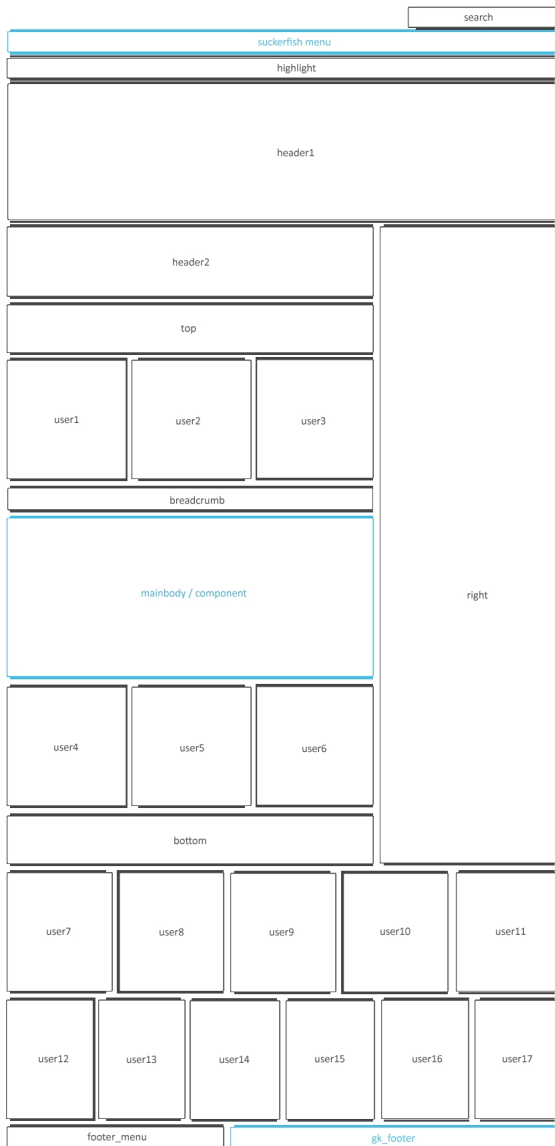 search
suckerfish menu
highlight
header1
header2
top
user1 user2 user3
breadcrumb
mainbody / component
right
user4 user5 user6
bottom
user7 user8 user9 user10 user11
user12 user13 user14 user15 user16 user17
footer_menu gk_footer